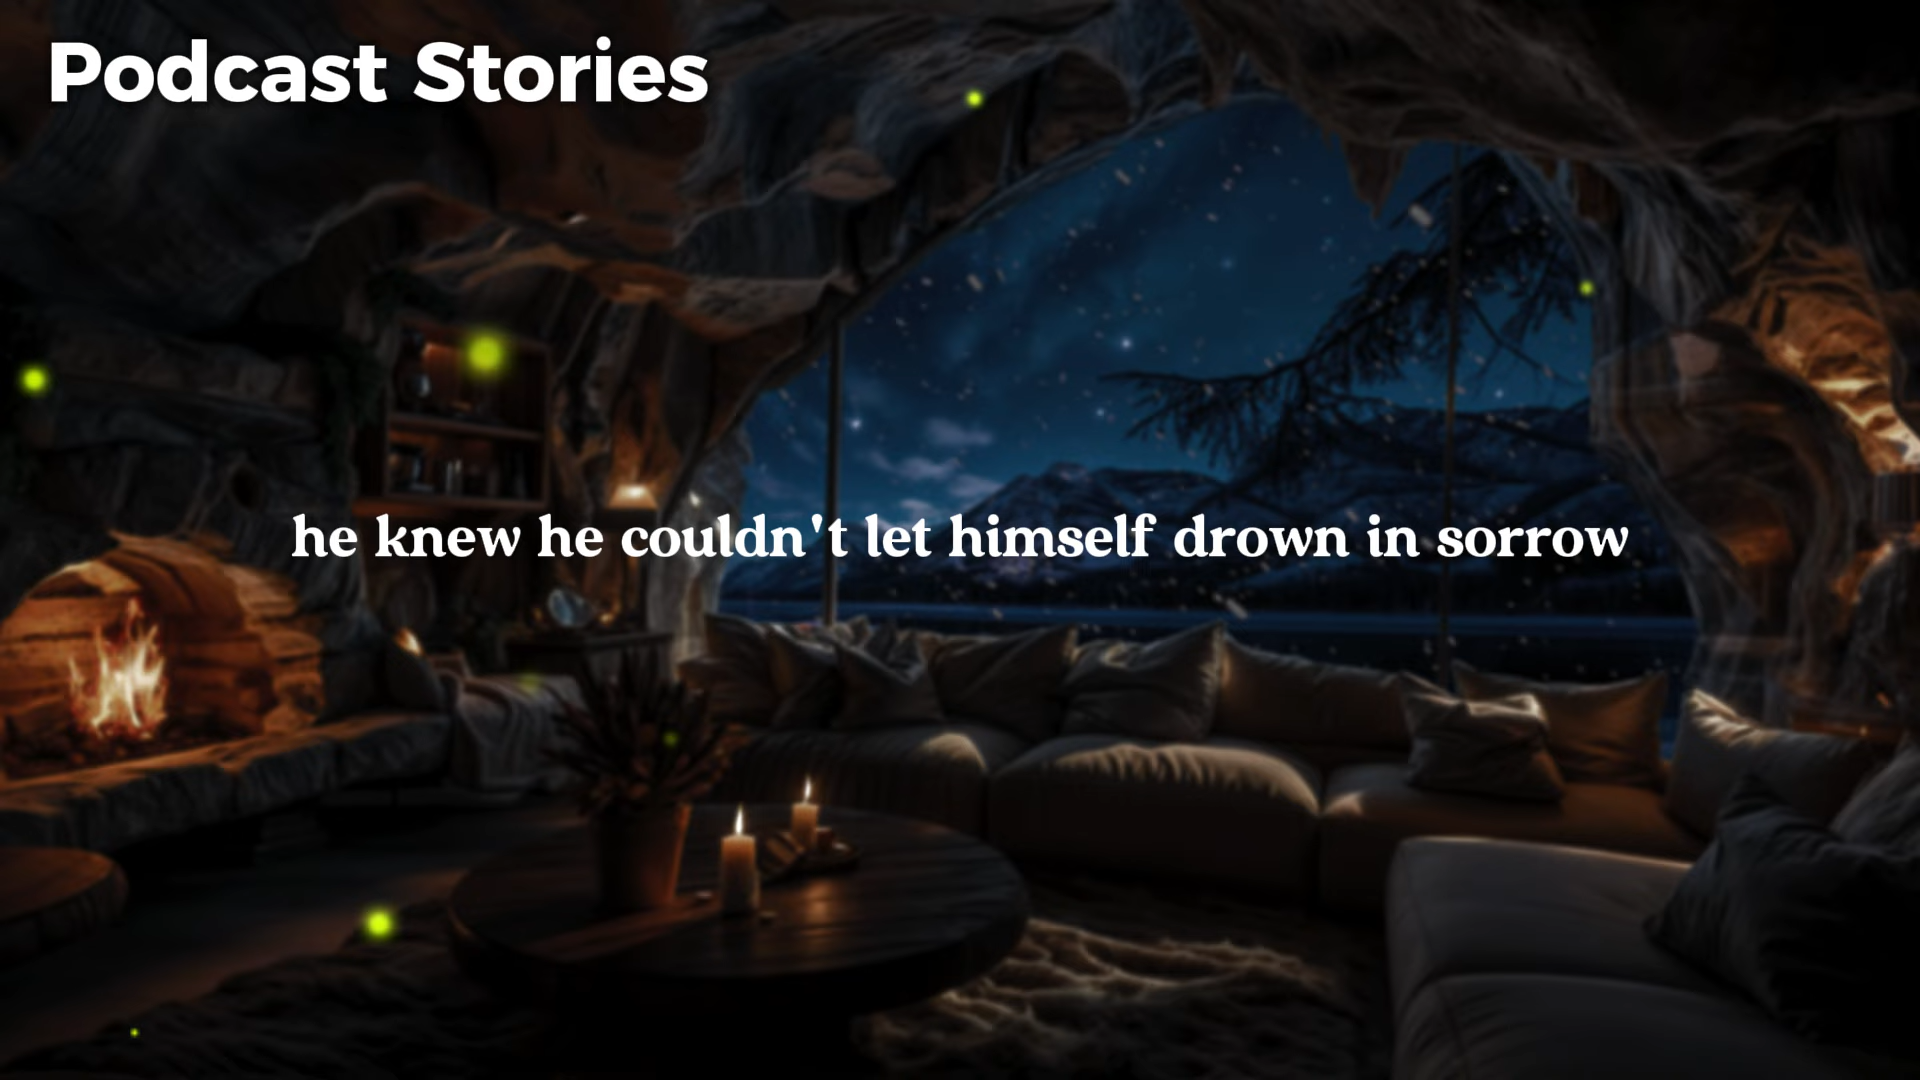 Podcast Stories
he knew he couldn't let himself drown in sorrow